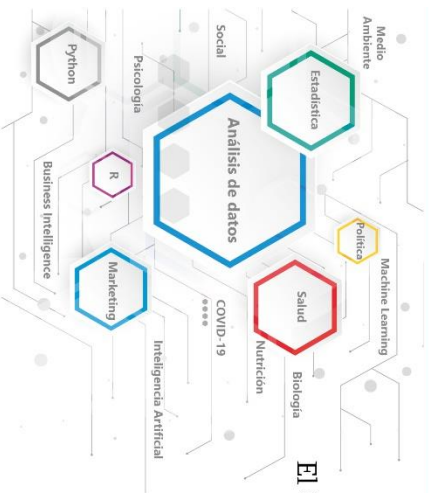 Medio
Ambiente
Machine Learning
Política
Estadística
Salud
Biología
El
Nutrición
Social
Análisis de datos
COVID-19
Inteligencia Artificial
Psicología
R
Marketing
Python
Business Intelligence